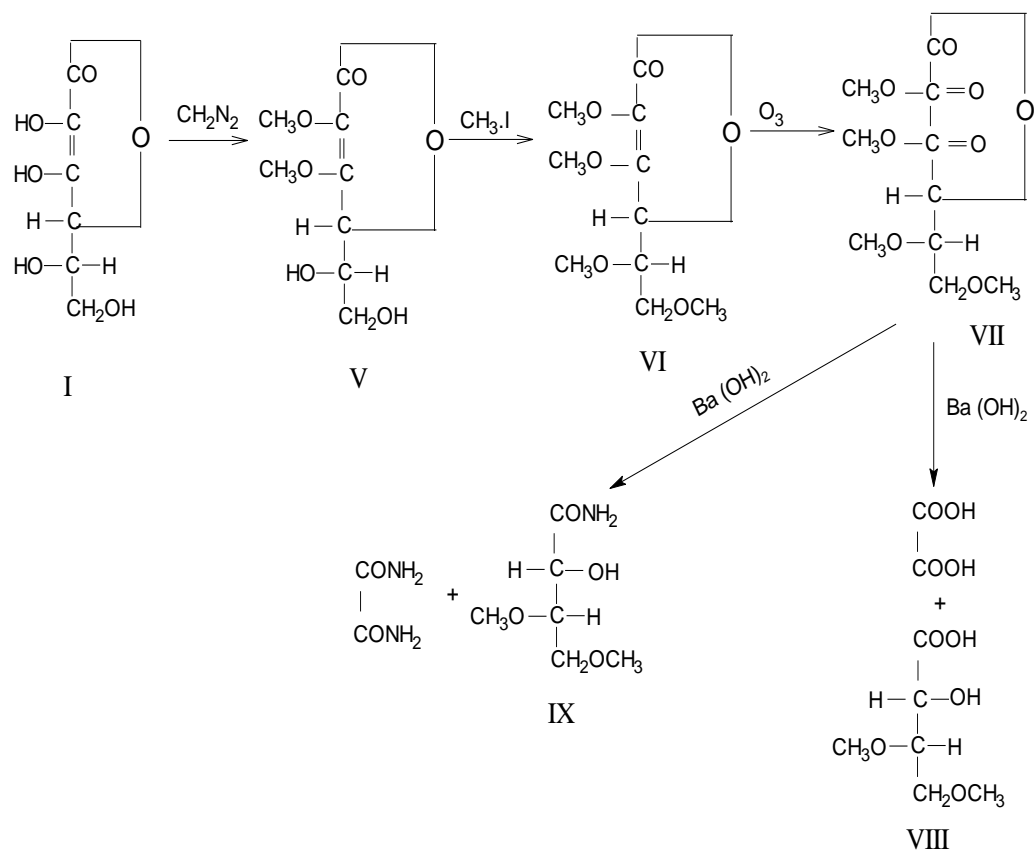 CO
HO-C
HO-C
H-C
HO-C-H
CH2OH
O
I
CH2N2
CO
CH3O-C
CH3O-C
H-C
HO-C-H
CH2OH
O
V
CH3.I
CO
CH3O-C
CH3O-C
H-C
CH3O-C-H
CH2OCH3
O
VI
O3
CO
CH3O-C=O
CH3O-C=O
H-C
CH3O-C-H
CH2OCH3
O
VII
Ba (OH)2
Ba (OH)2
CONH2
CONH2
+
CONH2
H-C-OH
CH3O-C-H
CH2OCH3
IX
COOH
COOH
+
COOH
H-C-OH
CH3O-C-H
CH2OCH3
VIII